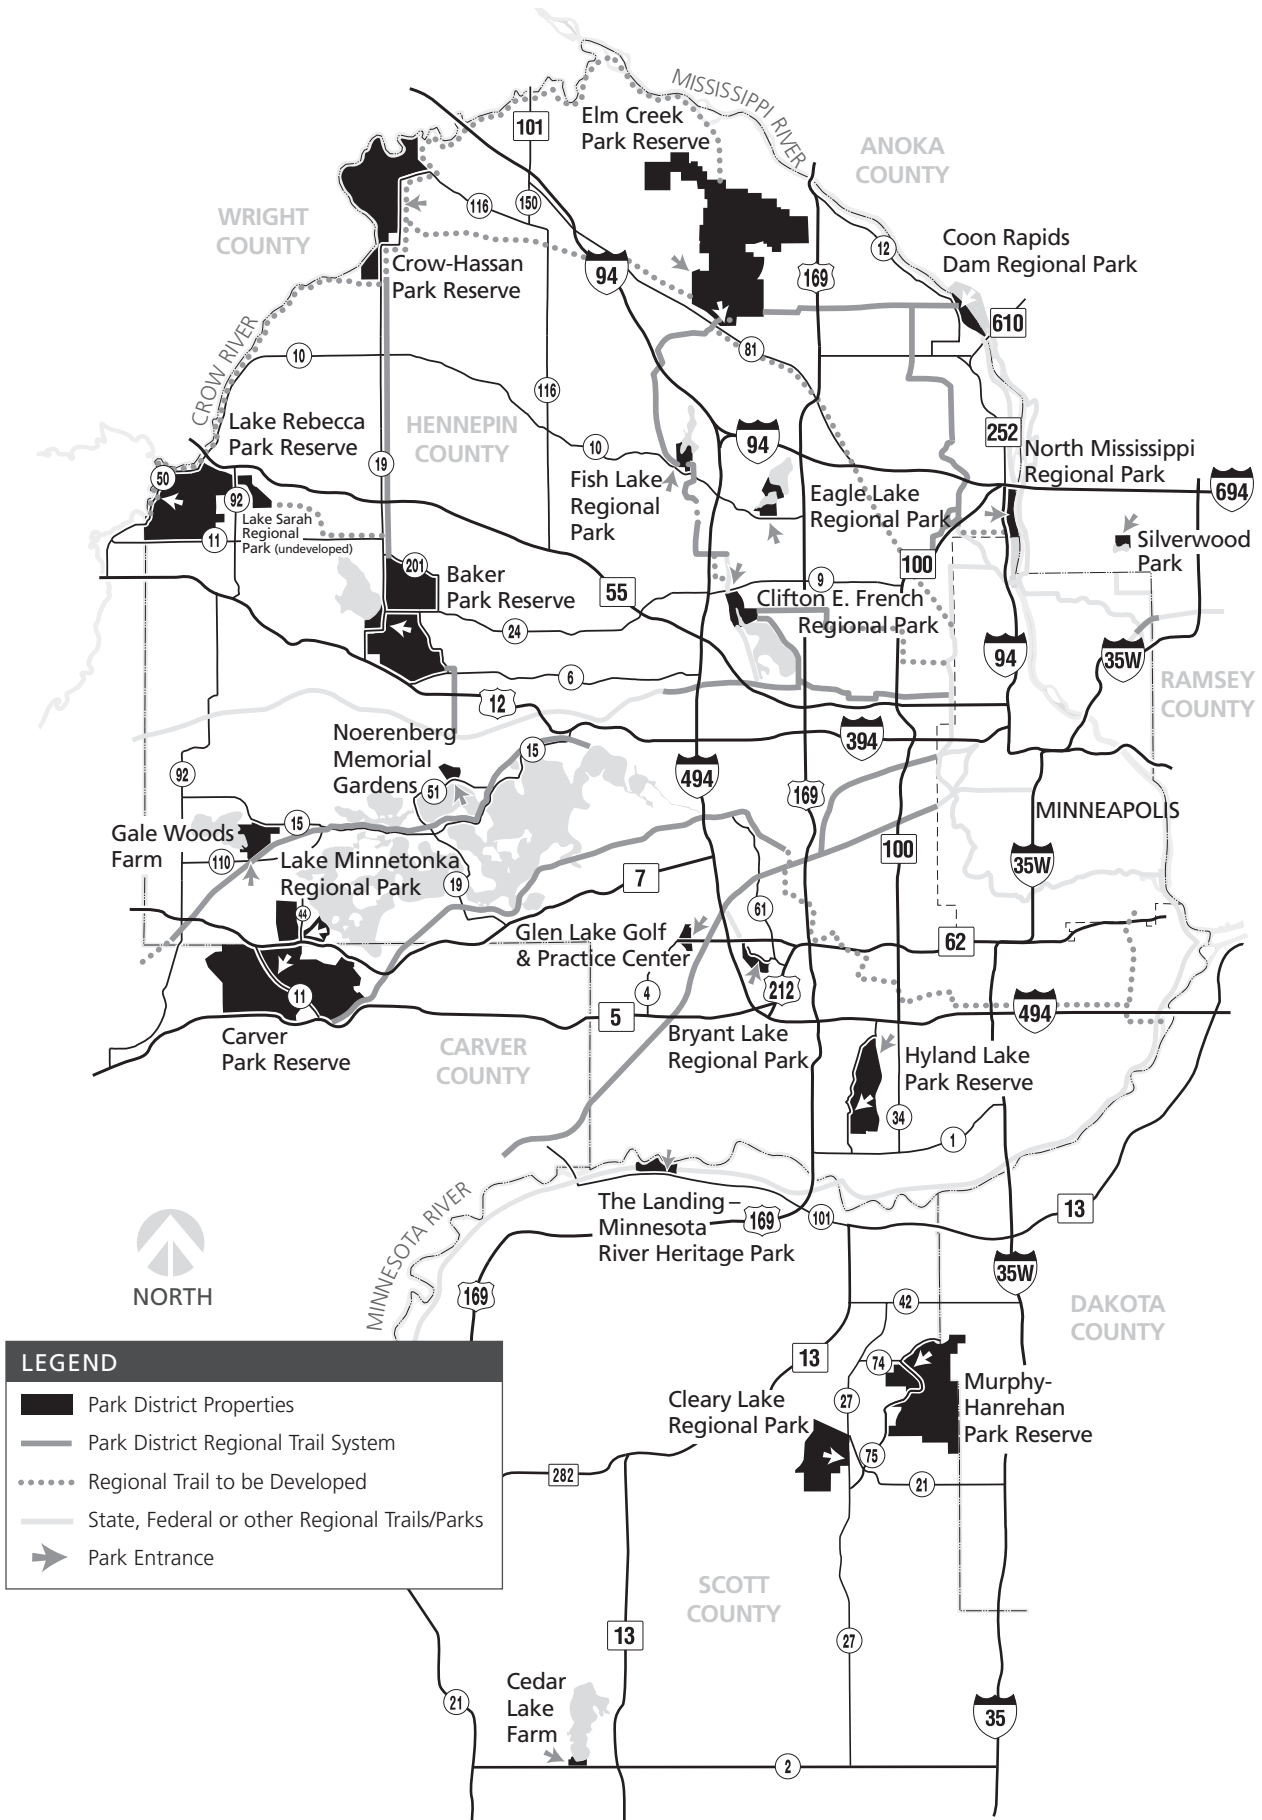 MISSISSIPPI RIVER
Elm Creek
Park Reserve
101
ANOKA
COUNTY
WRIGHT
COUNTY
116
150
12
Coon Rapids
Dam Regional Park
Crow-Hassan
Park Reserve
94
169
610
CROW RIVER
10
81
116
Lake Rebecca
Park Reserve
HENNEPIN
COUNTY
10
94
252
North Mississippi
Regional Park
19
50
92
Fish Lake
Regional
Park
Eagle Lake
Regional Park
694
Lake Sarah
Regional
Park (undeveloped)
11
Silverwood
Park
201
100
Baker
Park Reserve
55
9
Clifton E. French
Regional Park
24
94
35W
6
RAMSEY
COUNTY
12
Noerenberg
Memorial
Gardens
15
394
92
51
494
169
MINNEAPOLIS
Gale Woods
Farm
15
110
Lake Minnetonka
Regional Park
19
7
100
35W
44
61
Glen Lake Golf
& Practice Center
62
11
4
212
5
494
Carver
Park Reserve
CARVER
COUNTY
Bryant Lake
Regional Park
Hyland Lake
Park Reserve
34
1
MINNESOTA RIVER
The Landing –
Minnesota
River Heritage Park
169
101
13
NORTH
169
35W
42
DAKOTA
COUNTY
13
74
Cleary Lake
Regional Park
27
Murphy-
Hanrehan
Park Reserve
75
282
21
LEGEND
Park District Properties
Park District Regional Trail System
Regional Trail to be Developed
State, Federal or other Regional Trails/Parks
Park Entrance
SCOTT
COUNTY
13
27
Cedar
Lake
Farm
21
35
2